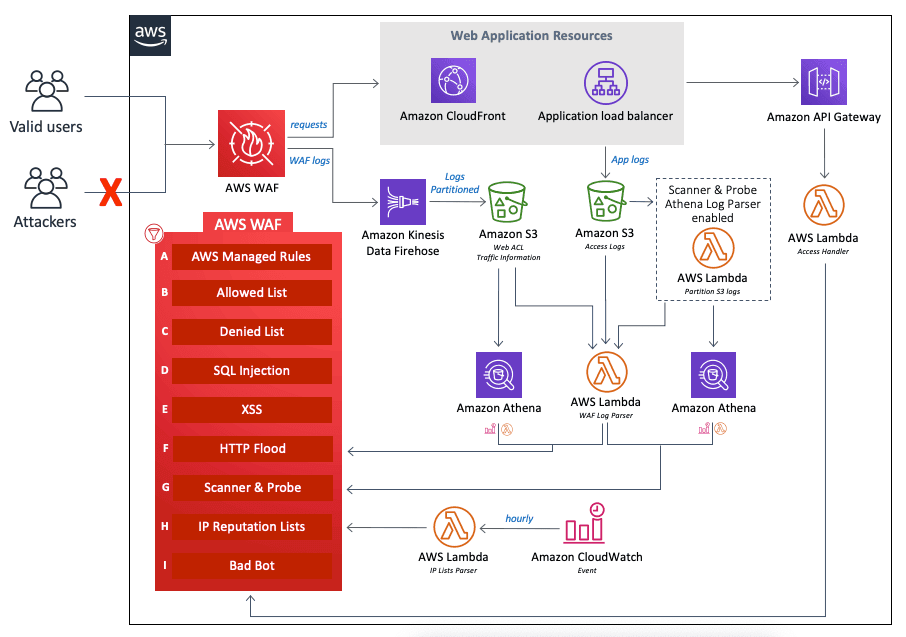 aws
Web Application Resources
Valid users
Attackers
X
AWS WAF
requests
WAF logs
Amazon CloudFront
Application load balancer
Amazon API Gateway
App logs
Logs
Partitioned
Amazon Kinesis
Data Firehose
Amazon S3
Web ACL
Traffic Information
Amazon S3
Access Logs
Scanner & Probe
Athena Log Parser
enabled
AWS Lambda
Partition S3 logs
AWS Lambda
Access Handler
AWS WAF
A AWS Managed Rules
B Allowed List
C Denied List
D SQL Injection
E XSS
F HTTP Flood
G Scanner & Probe
H IP Reputation Lists
I Bad Bot
Amazon Athena
AWS Lambda
WAF Log Parser
Amazon Athena
AWS Lambda
IP Lists Parser
hourly
Amazon CloudWatch
Event